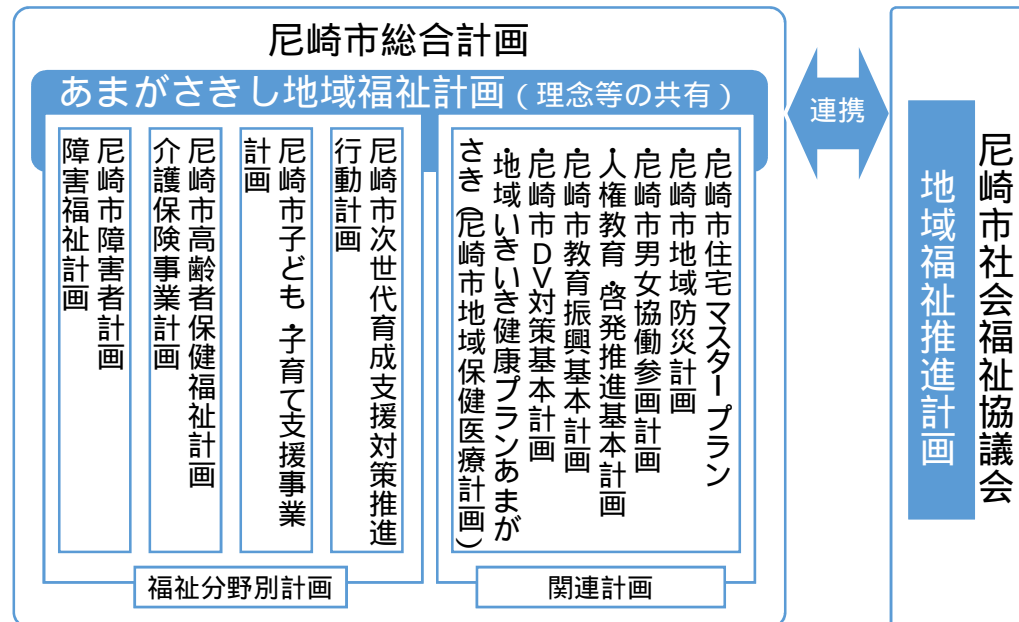 尼崎市総合計画
あまがさきし地域福祉計画（理念等の共有）
尼崎市障害者計画
障害福祉計画
尼崎市高齢者保健福祉計画
介護保険事業計画
尼崎市子ども・子育て支援事業
計画
尼崎市次世代育成支援対策推進
行動計画
福祉分野別計画
・尼崎市住宅マスタープラン
・尼崎市地域防災計画
・尼崎市男女協働参画計画
・人権教育・啓発推進基本計画
・尼崎市教育振興基本計画
・尼崎市DV対策基本計画
・地域いきいき健康プランあまが
さき（尼崎市地域保健医療計画）
関連計画
連携
尼崎市社会福祉協議会
地域福祉推進計画